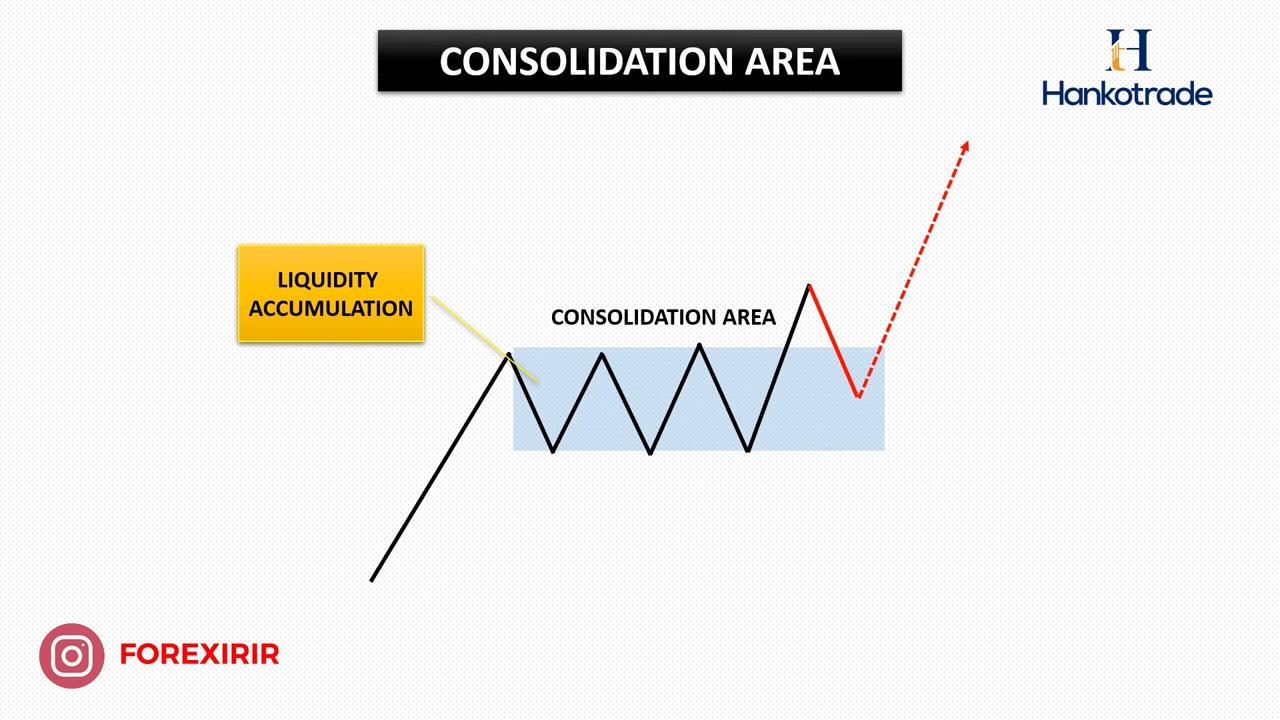 CONSOLIDATION AREA
Hankotrade
LIQUIDITY
ACCUMULATION
CONSOLIDATION AREA
FOREXIRIR